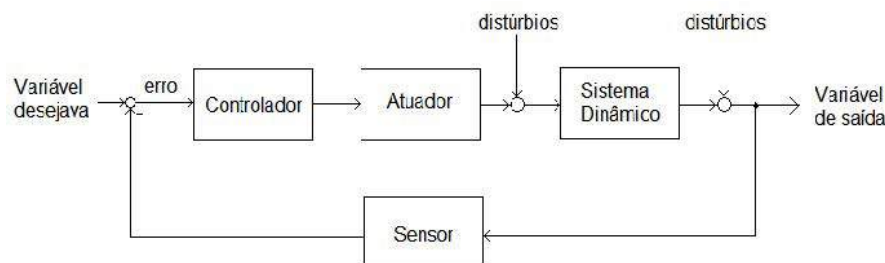 distúrbios
distúrbios
Variável
desejava
erro
Controlador
Atuador
Sistema
Dinâmico
Variável
de saída
-
Sensor